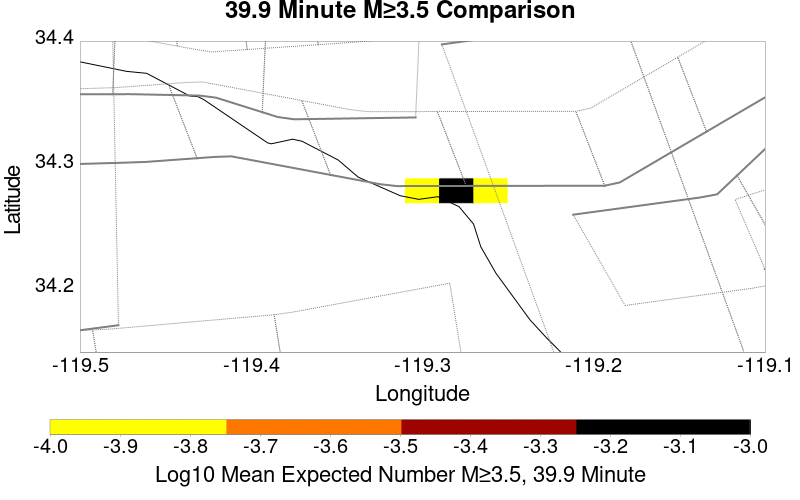 39.9 Minute M≥3.5 Comparison
34.4
34.3
34.2
Latitude
-119.5 -119.4 -119.3 -119.2 -119.1
Longitude
-4.0 -3.9 -3.8 -3.7 -3.6 -3.5 -3.4 -3.3 -3.2 -3.1 -3.0
Log10 Mean Expected Number M≥3.5, 39.9 Minute